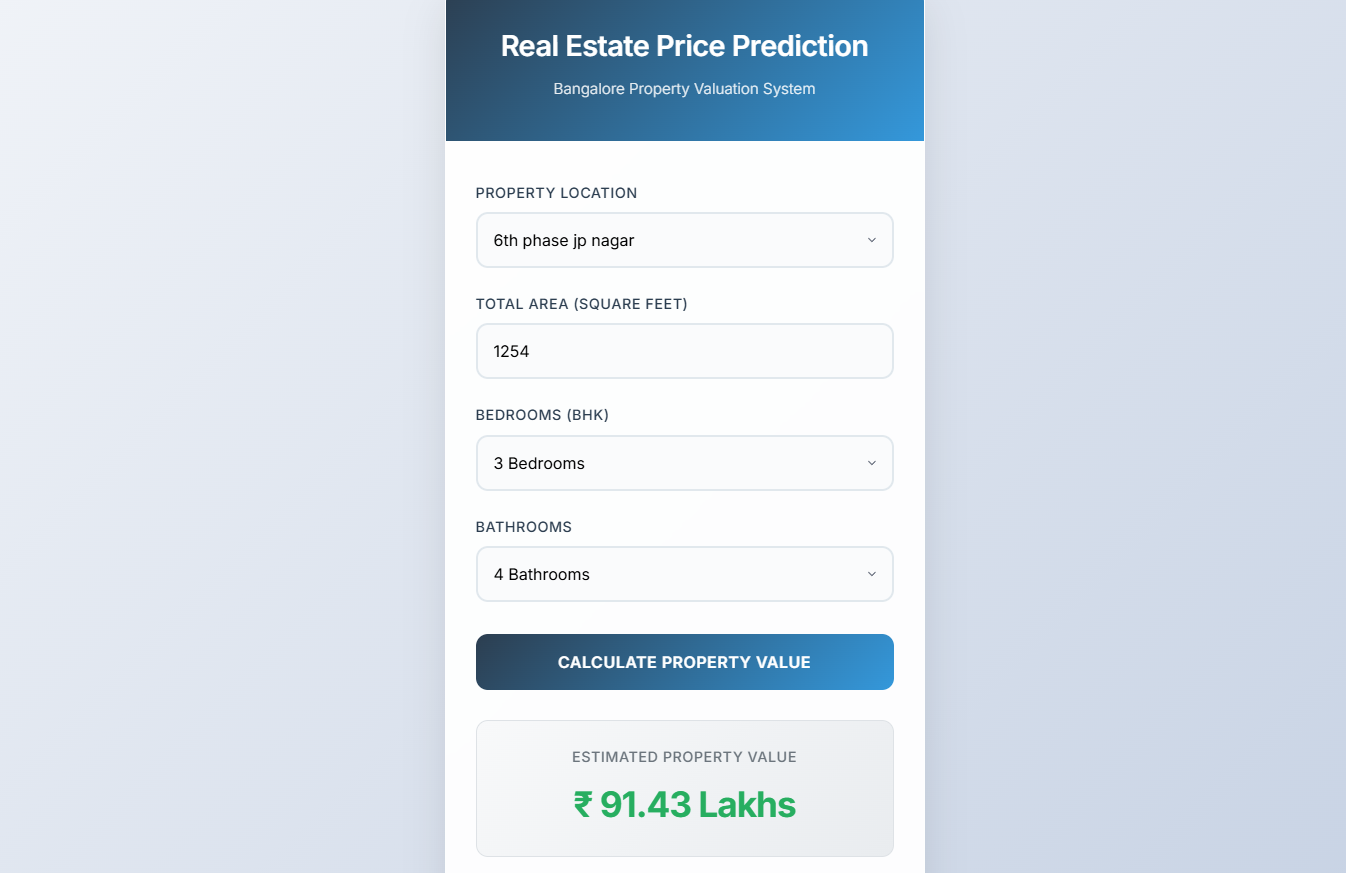 Real Estate Price Prediction
Bangalore Property Valuation System
PROPERTY LOCATION
6th phase jp nagar
TOTAL AREA (SQUARE FEET)
1254
BEDROOMS (BHK)
3 Bedrooms
BATHROOMS
4 Bathrooms
CALCULATE PROPERTY VALUE
ESTIMATED PROPERTY VALUE
₹ 91.43 Lakhs